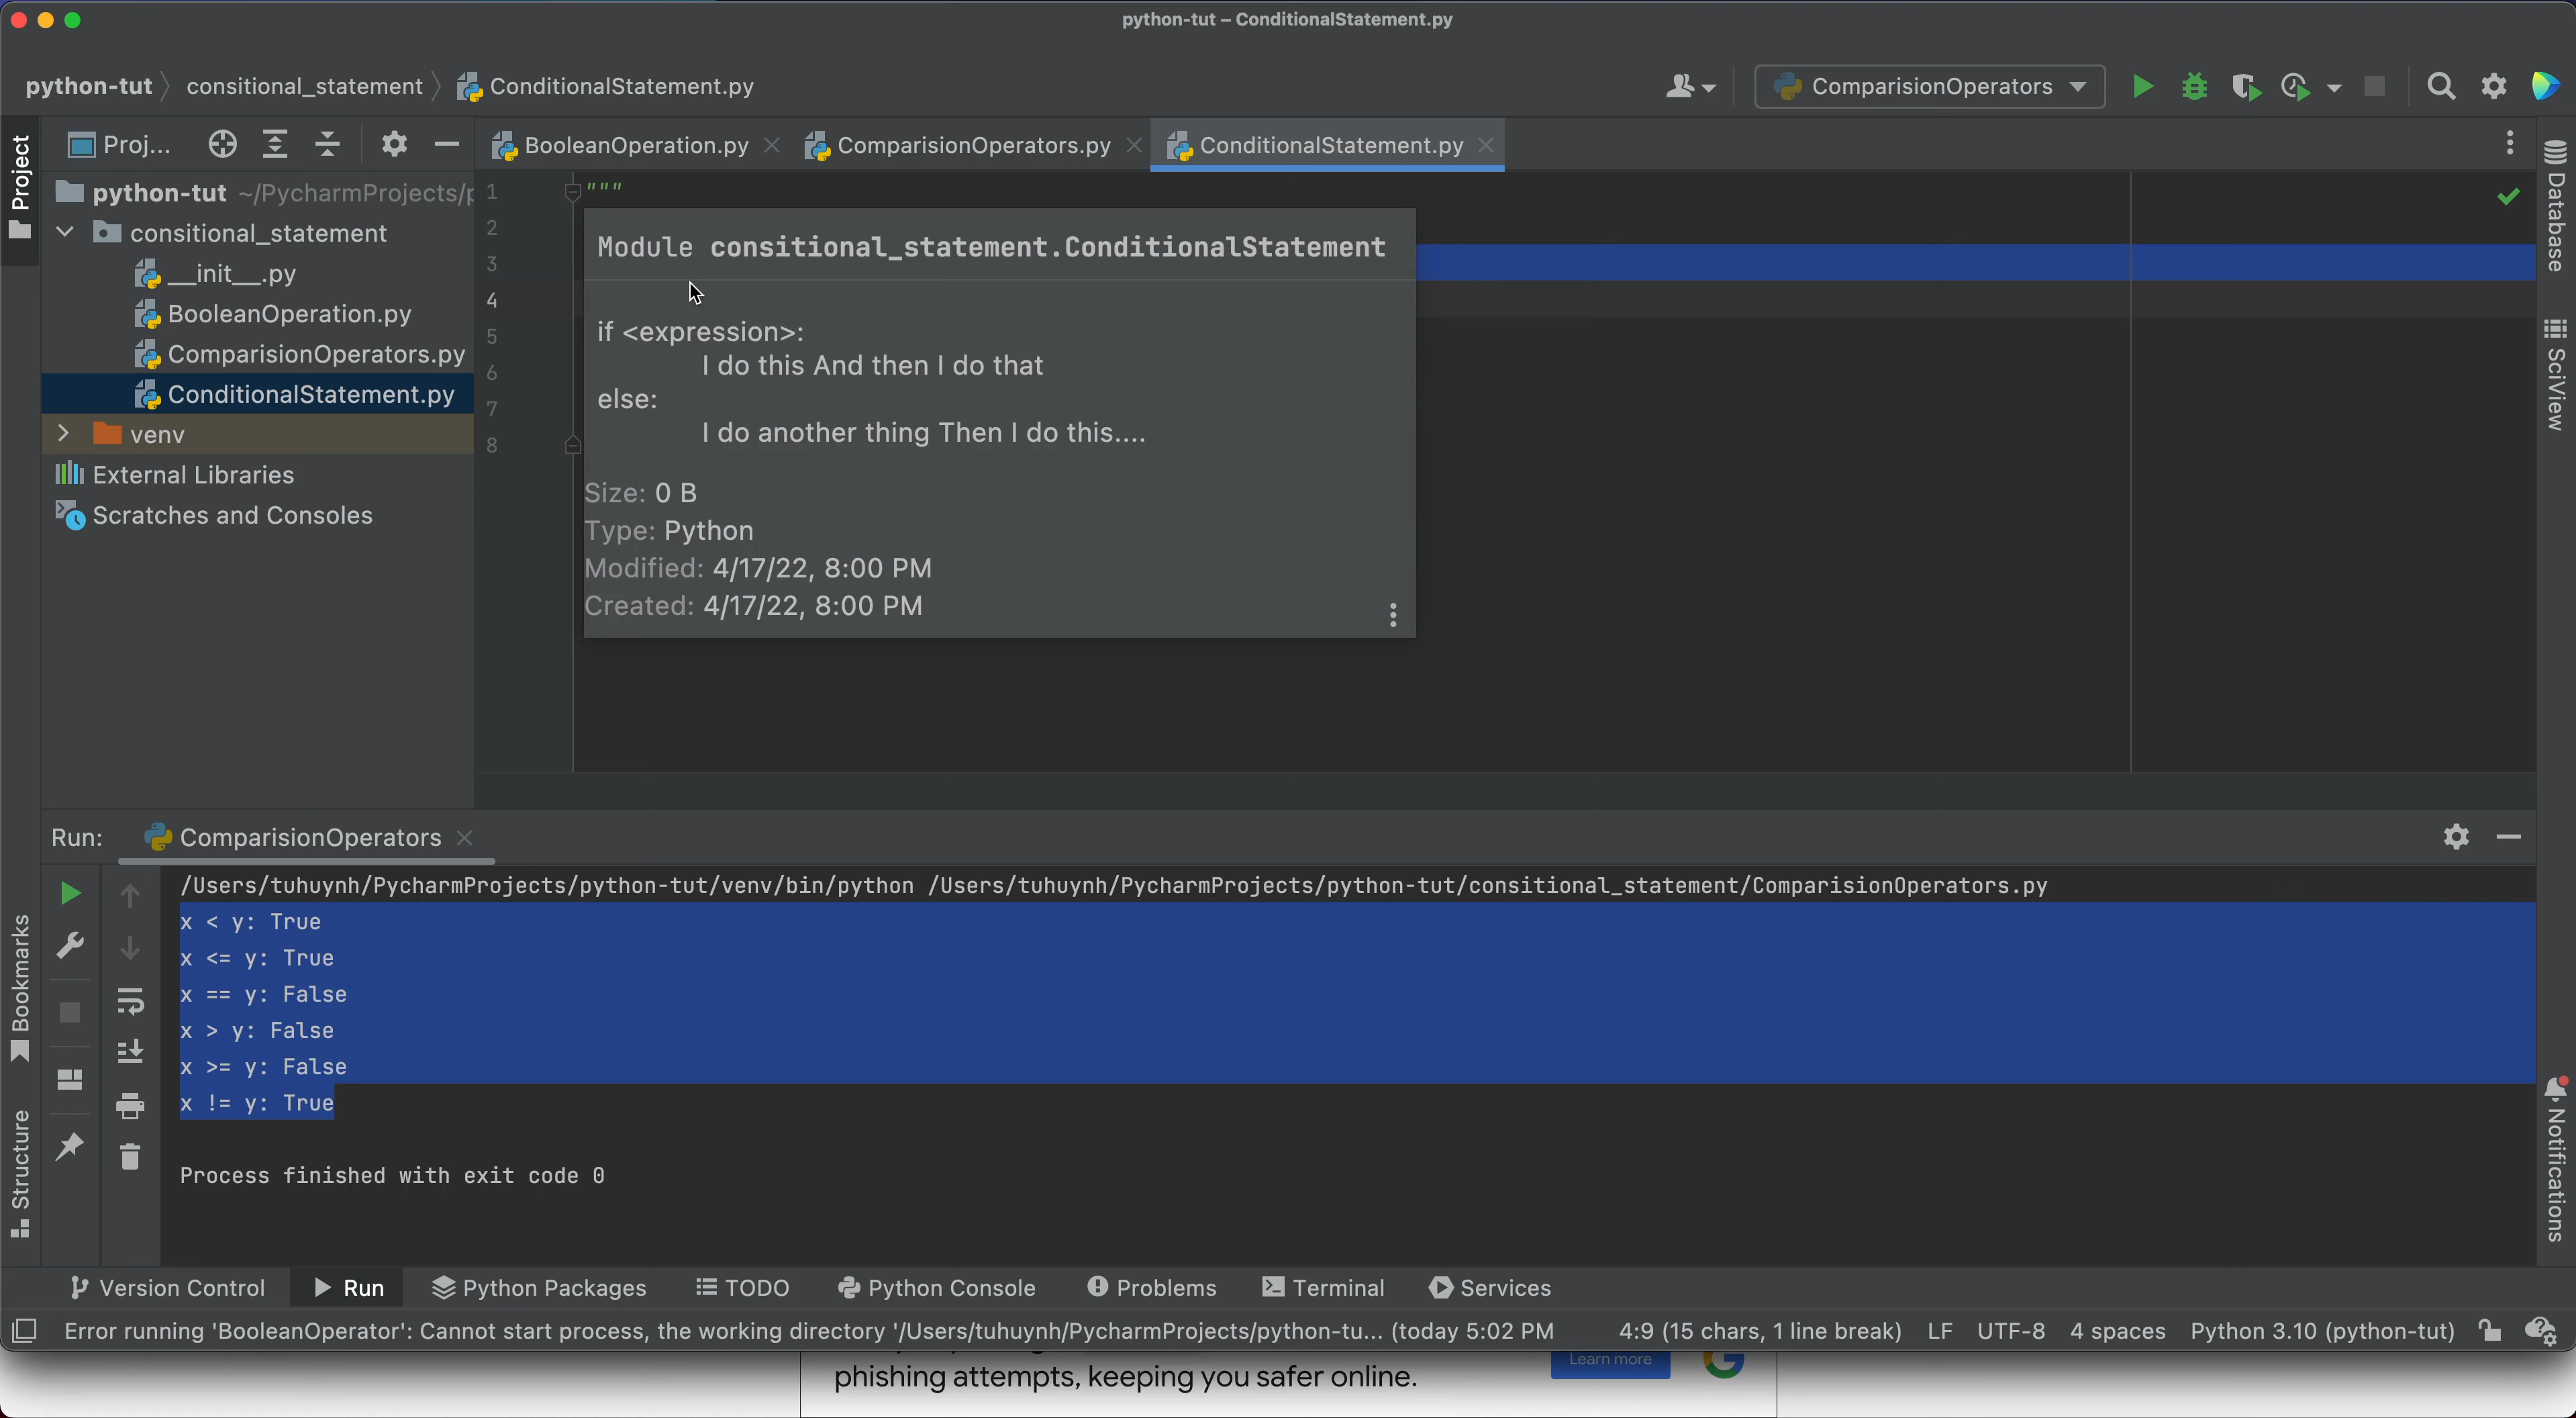 python-tut – ConditionalStatement.py
python-tut consitional_statement ConditionalStatement.py
ComparisionOperators
Project
Proj...
BooleanOperation.py ComparisionOperators.py ConditionalStatement.py
python-tut ~/PycharmProjects/p
consitional_statement
__init__.py
BooleanOperation.py
ComparisionOperators.py
ConditionalStatement.py
venv
External Libraries
Scratches and Consoles
1 """
2
3
4
5
6
7
8
Module consitional_statement.ConditionalStatement
if <expression>:
I do this And then I do that
else:
I do another thing Then I do this....
Size: 0 B
Type: Python
Modified: 4/17/22, 8:00 PM
Created: 4/17/22, 8:00 PM
Database
SciView
Notifications
Bookmarks
Structure
Run: ComparisionOperators
/Users/tuhuynh/PycharmProjects/python-tut/venv/bin/python /Users/tuhuynh/PycharmProjects/python-tut/consitional_statement/ComparisionOperators.py
x < y: True
x <= y: True
x == y: False
x > y: False
x >= y: False
x != y: True
Process finished with exit code 0
Version Control Run Python Packages TODO Python Console Problems Terminal Services
Error running 'BooleanOperator': Cannot start process, the working directory '/Users/tuhuynh/PycharmProjects/python-tu... (today 5:02 PM 4:9 (15 chars, 1 line break) LF UTF-8 4 spaces Python 3.10 (python-tut)
phishing attempts, keeping you safer online.
Learn more